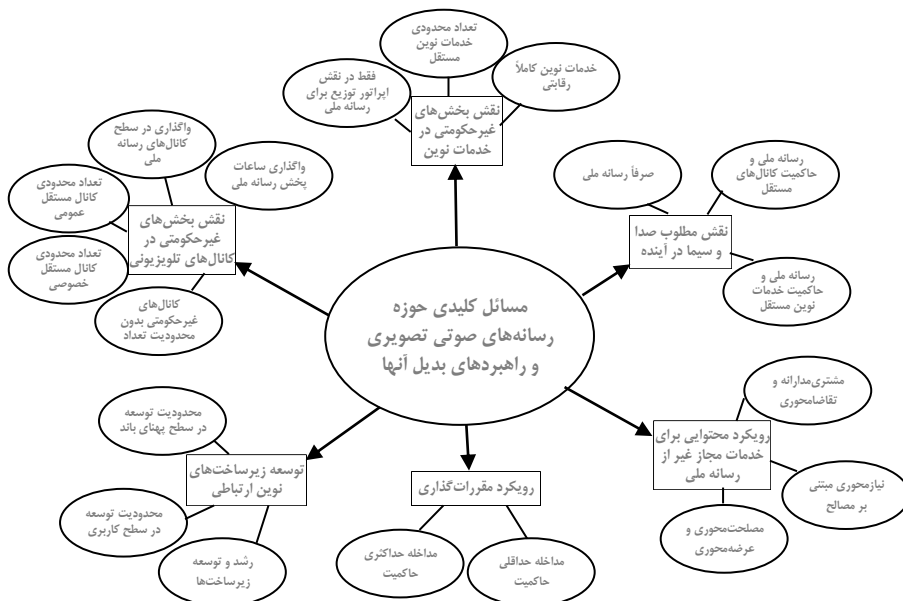 تعداد محدودی
خدمات نوین
مستقل
خدمات نوین کاملاً
رقابتی
فقط در نقش
اپراتور توزیع برای
رسانه ملی
نقش بخش‌های
غیرحکومتی در
خدمات نوین
واگذاری در سطح
کانال‌های رسانه
ملی
واگذاری ساعات
پخش رسانه ملی
تعداد محدودی
کانال مستقل
عمومی
تعداد محدودی
کانال مستقل
خصوصی
کانال‌های
غیرحکومتی بدون
محدودیت تعداد
نقش بخش‌های
غیرحکومتی در
کانال‌های تلویزیونی
رسانه ملی و
حاکمیت کانال‌های
مستقل
صرفاً رسانه ملی
نقش مطلوب صدا
و سیما در آینده
رسانه ملی و
حاکمیت خدمات
نوین مستقل
مسائل کلیدی حوزه
رسانه‌های صوتی تصویری
و راهبردهای بدیل آنها
مشتری‌مدارانه و
تقاضامحوری
رویکرد محتوایی برای
خدمات مجاز غیر از
رسانه ملی
نیازمحوری مبتنی
بر مصالح
مصلحت‌محوری و
عرضه‌محوری
رویکرد مقررات‌گذاری
مداخله حداقلی
حاکمیت
مداخله حداکثری
حاکمیت
محدودیت توسعه
در سطح پهنای باند
توسعه زیرساخت‌های
نوین ارتباطی
محدودیت توسعه
در سطح کاربری
رشد و توسعه
زیرساخت‌ها